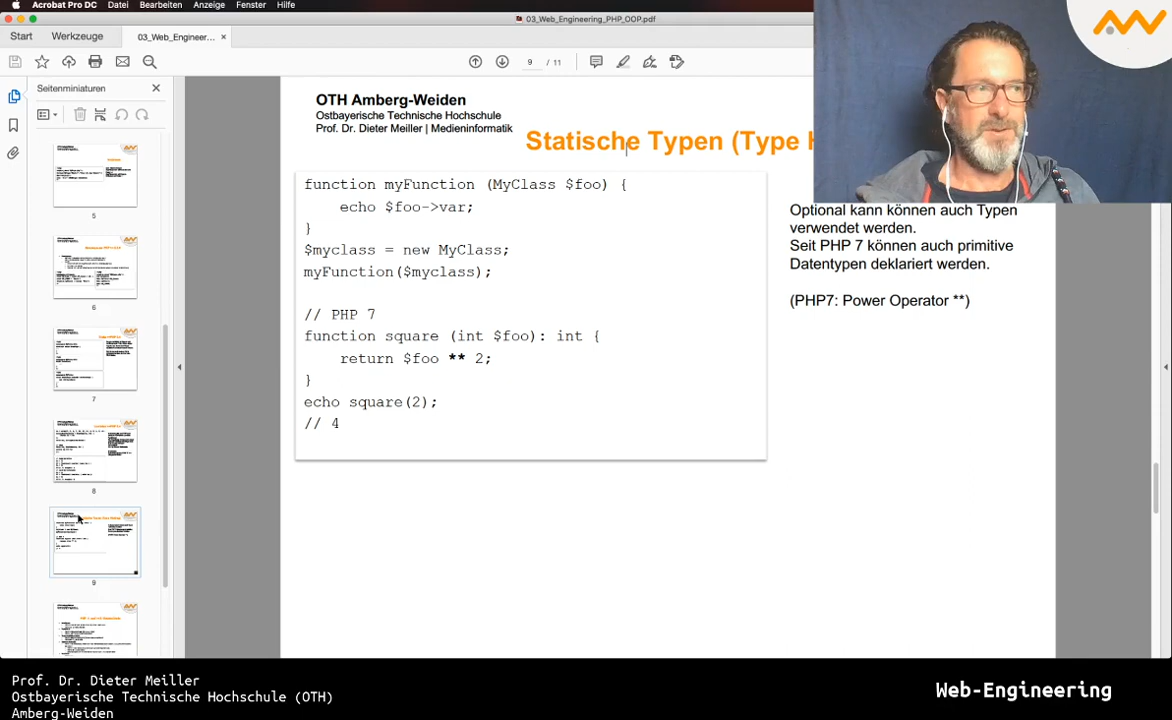 Acrobat Pro DC Datei Bearbeiten Anzeige Fenster Hilfe
03_Web_Engineering_PHP_OOP.pdf
Start Werkzeuge 03_Web_Engineer... ×
9 / 11
Seitenminiaturen
5
6
7
8
9
OTH Amberg-Weiden
Ostbayerische Technische Hochschule
Prof. Dr. Dieter Meiller | Medieninformatik
Statische Typen (Type
function myFunction (MyClass $foo) {
echo $foo->var;
}
$myclass = new MyClass;
myFunction($myclass);
// PHP 7
function square (int $foo): int {
return $foo ** 2;
}
echo square(2);
// 4
Optional kann können auch Typen
verwendet werden.
Seit PHP 7 können auch primitive
Datentypen deklariert werden.
(PHP7: Power Operator **)
Prof. Dr. Dieter Meiller
Ostbayerische Technische Hochschule (OTH)
Amberg-Weiden
Web-Engineering